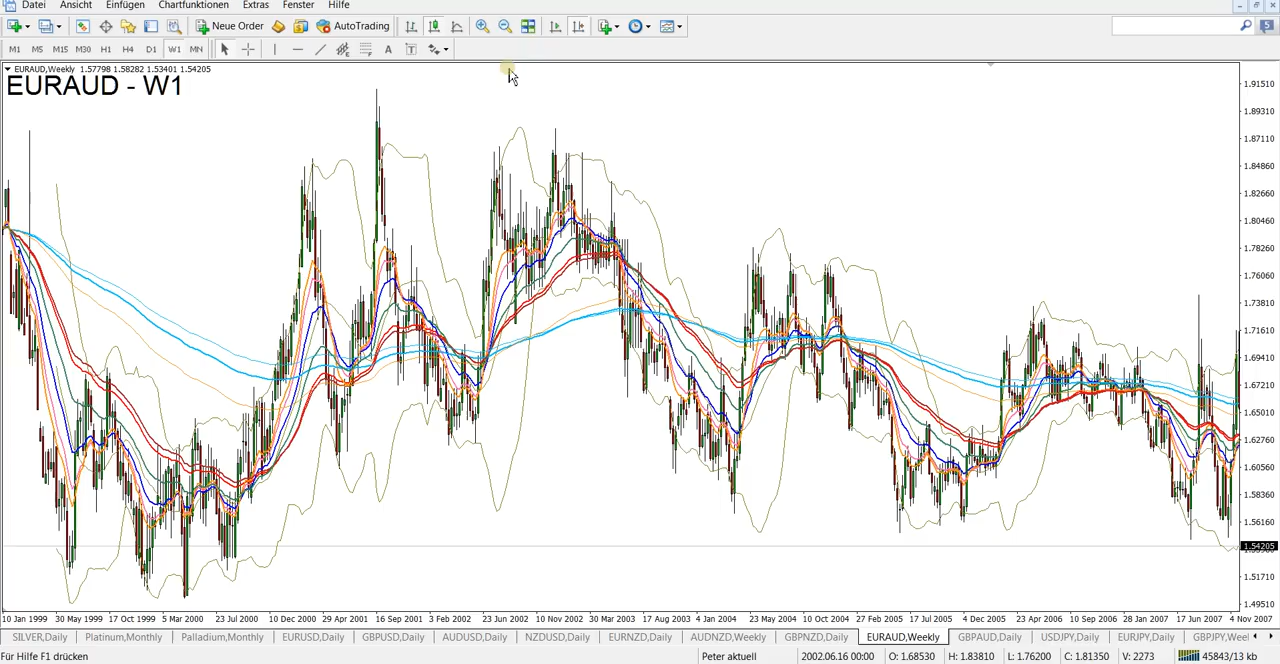 Datei Ansicht Einfügen Chartfunktionen Extras Fenster Hilfe
Neue Order AutoTrading 5
M1 M5 M15 M30 H1 H4 D1 W1 MN A T
EURAUD,Weekly 1.57798 1.58282 1.53401 1.54205
EURAUD - W1
1.91510
1.89310
1.87110
1.84860
1.82660
1.80460
1.78260
1.76060
1.73810
1.71610
1.69410
1.67210
1.65010
1.62760
1.60560
1.58360
1.56160
1.54205
1.51710
1.49510
10 Jan 1999 30 May 1999 17 Oct 1999 5 Mar 2000 23 Jul 2000 10 Dec 2000 29 Apr 2001 16 Sep 2001 3 Feb 2002 23 Jun 2002 10 Nov 2002 30 Mar 2003 17 Aug 2003 4 Jan 2004 23 May 2004 10 Oct 2004 27 Feb 2005 17 Jul 2005 4 Dec 2005 23 Apr 2006 10 Sep 2006 28 Jan 2007 17 Jun 2007 4 Nov 2007
SILVER,Daily Platinum,Monthly Palladium,Monthly EURUSD,Daily GBPUSD,Daily AUDUSD,Daily NZDUSD,Daily EURNZD,Daily AUDNZD,Weekly GBPNZD,Daily EURAUD,Weekly GBPAUD,Daily USDJPY,Daily EURJPY,Daily GBPJPY,Weel
Für Hilfe F1 drücken Peter aktuell 2002.06.16 00:00 O: 1.68530 H: 1.83810 L: 1.76200 C: 1.81350 V: 2273 45843/13 kb